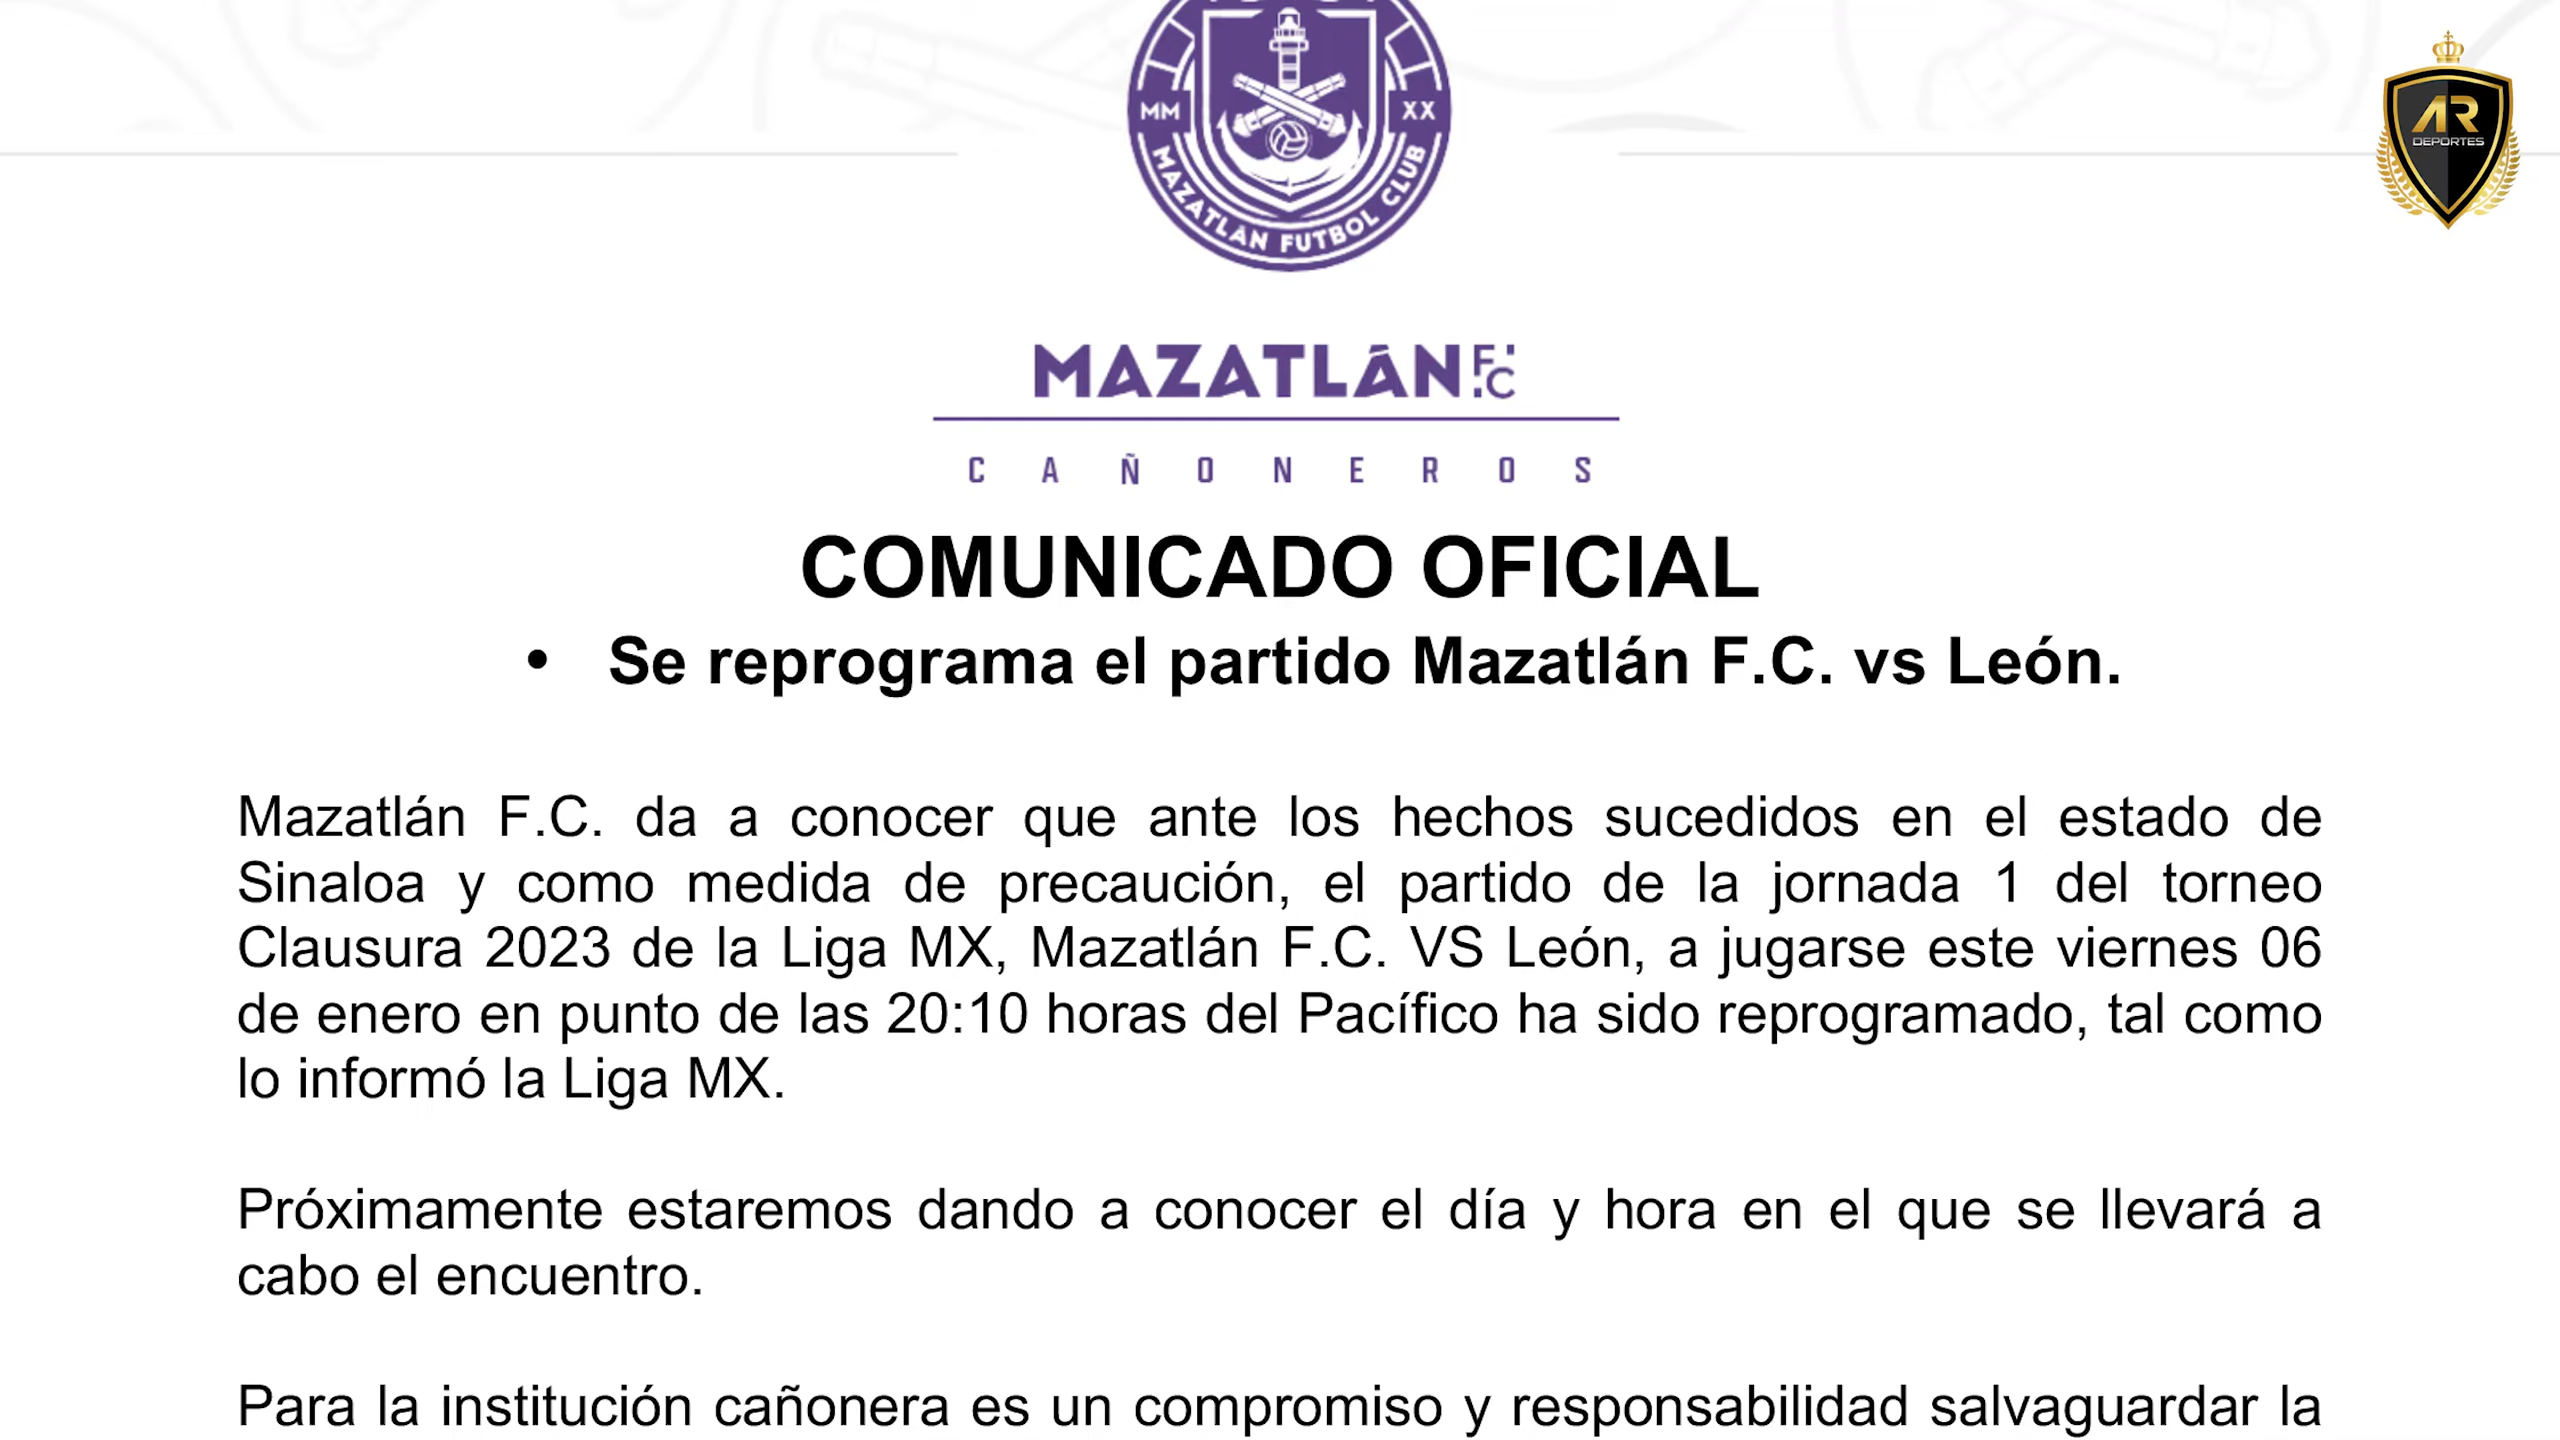 MM XX
MAZATLÁN FUTBOL CLUB
AR
DEPORTES
MAZATLÁN F.C
CAÑONEROS
COMUNICADO OFICIAL
• Se reprograma el partido Mazatlán F.C. vs León.
Mazatlán F.C. da a conocer que ante los hechos sucedidos en el estado de
Sinaloa y como medida de precaución, el partido de la jornada 1 del torneo
Clausura 2023 de la Liga MX, Mazatlán F.C. VS León, a jugarse este viernes 06
de enero en punto de las 20:10 horas del Pacífico ha sido reprogramado, tal como
lo informó la Liga MX.
Próximamente estaremos dando a conocer el día y hora en el que se llevará a
cabo el encuentro.
Para la institución cañonera es un compromiso y responsabilidad salvaguardar la